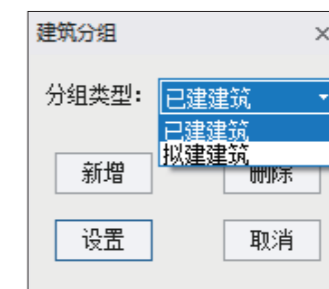 建筑分组 ×
分组类型： 已建建筑
已建建筑
拟建建筑
新增 删除
设置 取消